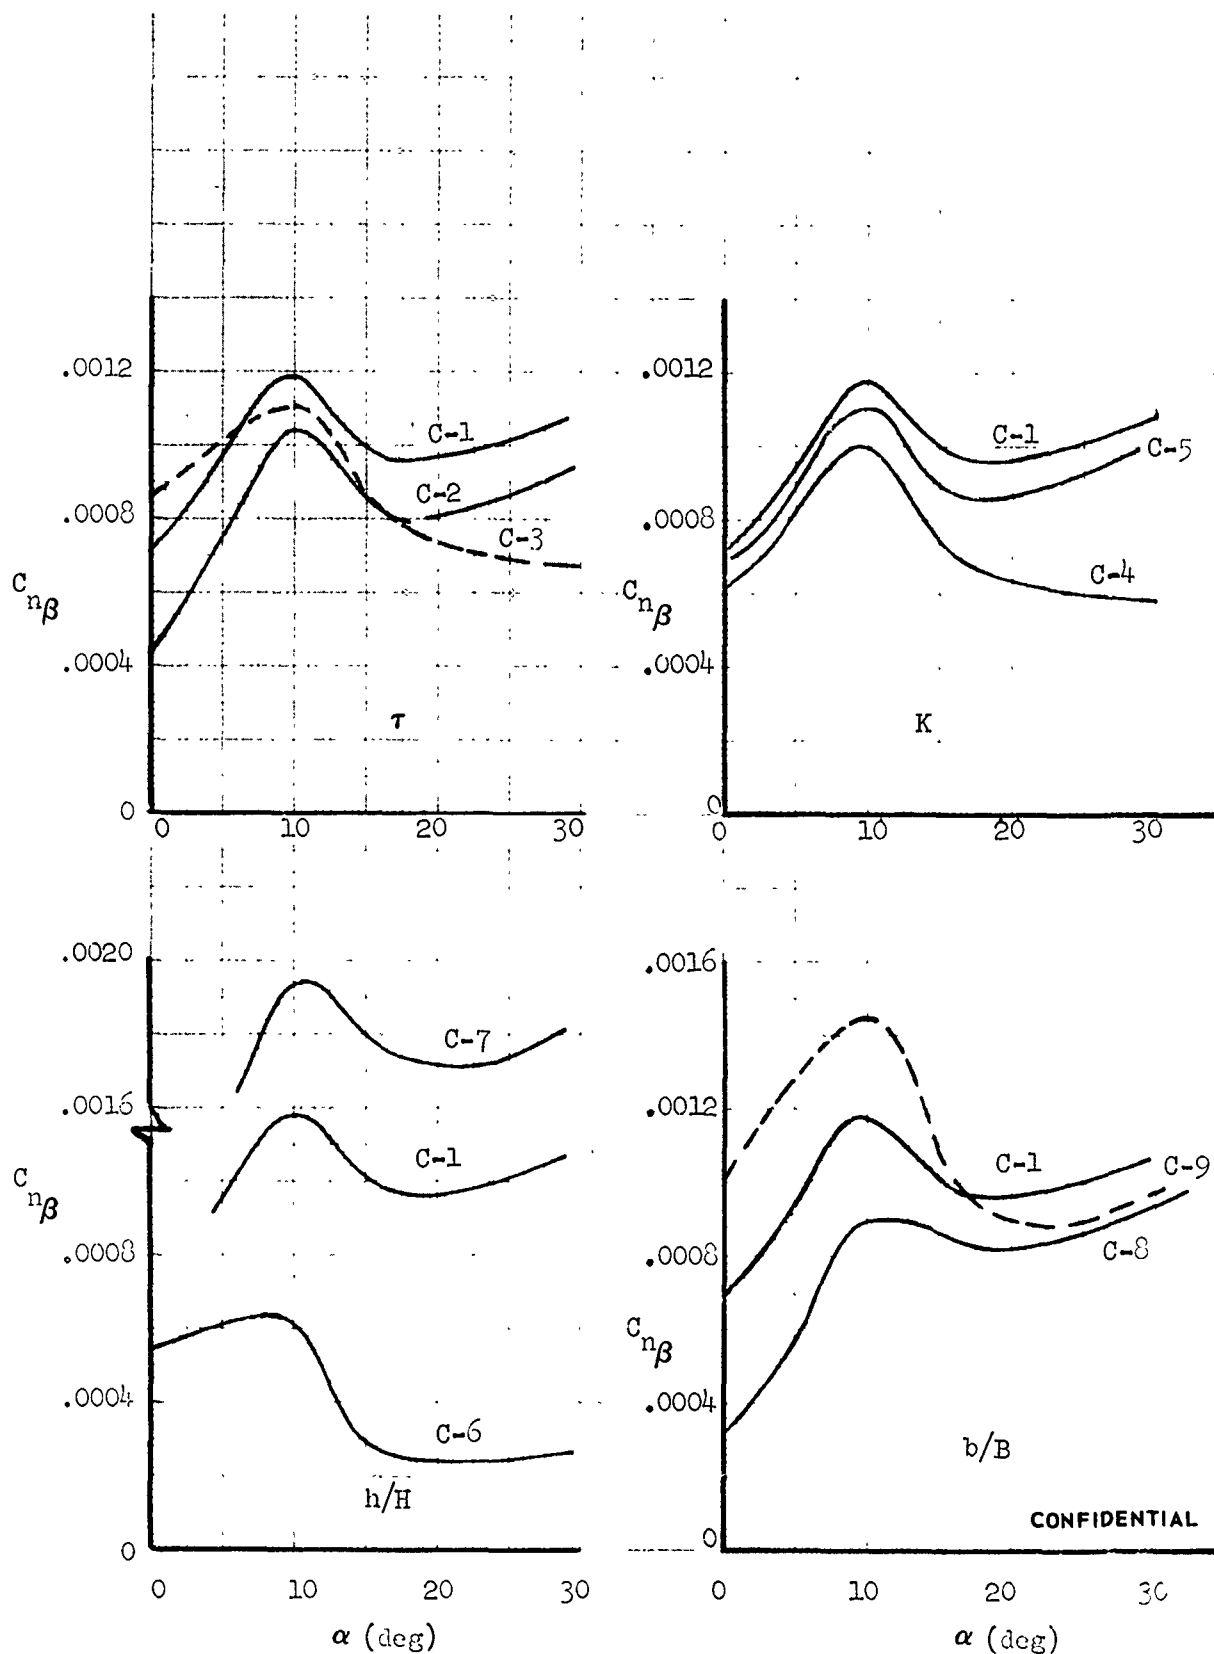 .0012
C-1
C-2
.0008
C-3
Cnβ
.0004
τ
0
0 10 20 30
.0012
C-1
C-5
.0008
C-4
Cnβ
.0004
K
0
0 10 20 30
.0020
C-7
.0016
C-1
Cnβ
.0008
.0004
C-6
h/H
0
0 10 20 30
α (deg)
.0016
.0012
C-1
C-9
.0008
C-8
Cnβ
.0004
b/B
CONFIDENTIAL
0
0 10 20 30
α (deg)